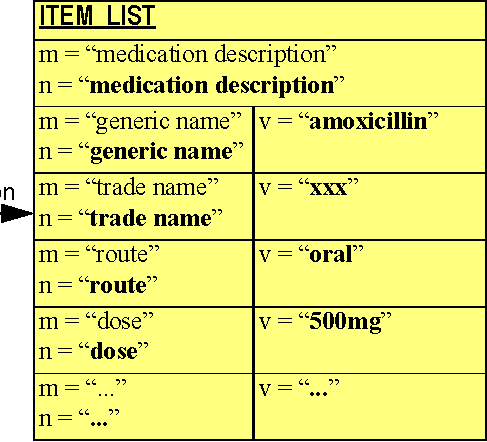 ITEM LIST
m = “medication description”
n = “medication description”
m = “generic name” v = “amoxicillin”
n = “generic name”
on
m = “trade name” v = “xxx”
n = “trade name”
m = “route” v = “oral”
n = “route”
m = “dose” v = “500mg”
n = “dose”
m = “...” v = “...”
n = “...”